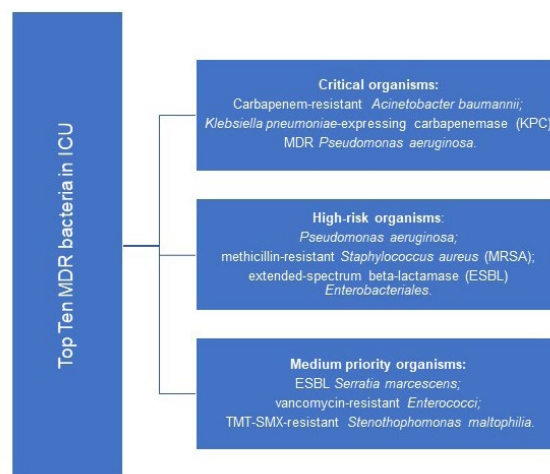 Top Ten MDR bacteria in ICU
Critical organisms:
Carbapenem-resistant Acinetobacter baumannii;
Klebsiella pneumoniae-expressing carbapenemase (KPC)
MDR Pseudomonas aeruginosa.
High-risk organisms:
Pseudomonas aeruginosa;
methicillin-resistant Staphylococcus aureus (MRSA);
extended-spectrum beta-lactamase (ESBL)
Enterobacteriales.
Medium priority organisms:
ESBL Serratia marcescens;
vancomycin-resistant Enterococci;
TMT-SMX-resistant Stenothophomonas maltophilia.